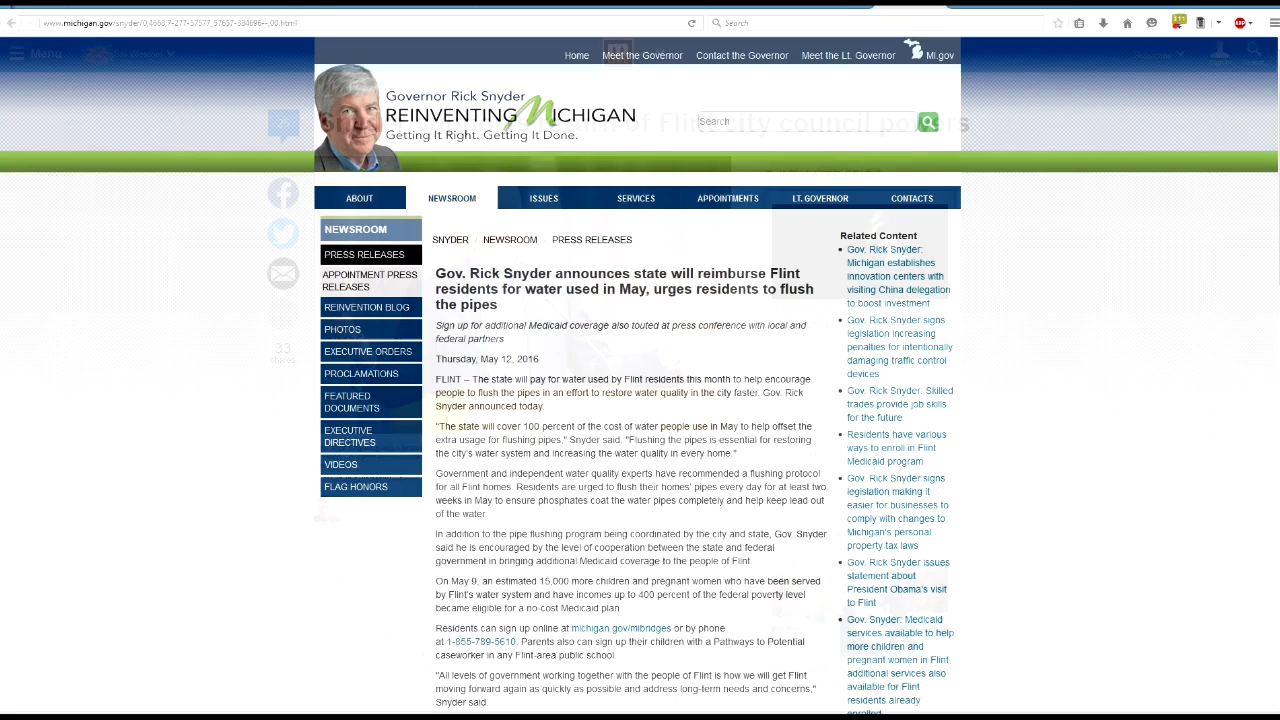 www.michigan.gov/snyder/0,4668,7-277-57577_57657-384696--,00.html
Search
111
ABP
Menu
Home Meet the Governor Contact the Governor Meet the Lt. Governor MI.gov
Governor Rick Snyder
REINVENTING MICHIGAN
Getting It Right. Getting It Done.
Search
of Flint city council powers
ABOUT NEWSROOM ISSUES SERVICES APPOINTMENTS LT. GOVERNOR CONTACTS
NEWSROOM
PRESS RELEASES
APPOINTMENT PRESS
RELEASES
REINVENTION BLOG
PHOTOS
EXECUTIVE ORDERS
PROCLAMATIONS
FEATURED
DOCUMENTS
EXECUTIVE
DIRECTIVES
VIDEOS
FLAG HONORS
33
shares
SNYDER / NEWSROOM PRESS RELEASES
Gov. Rick Snyder announces state will reimburse Flint
residents for water used in May, urges residents to flush
the pipes
Sign up for additional Medicaid coverage also touted at press conference with local and
federal partners
Thursday, May 12, 2016
FLINT – The state will pay for water used by Flint residents this month to help encourage
people to flush the pipes in an effort to restore water quality in the city faster, Gov. Rick
Snyder announced today.
"The state will cover 100 percent of the cost of water people use in May to help offset the
extra usage for flushing pipes," Snyder said. "Flushing the pipes is essential for restoring
the city's water system and increasing the water quality in every home."
Government and independent water quality experts have recommended a flushing protocol
for all Flint homes. Residents are urged to flush their homes' pipes every day for at least two
weeks in May to ensure phosphates coat the water pipes completely and help keep lead out
of the water.
In addition to the pipe flushing program being coordinated by the city and state, Gov. Snyder
said he is encouraged by the level of cooperation between the state and federal
government in bringing additional Medicaid coverage to the people of Flint.
On May 9, an estimated 15,000 more children and pregnant women who have been served
by Flint's water system and have incomes up to 400 percent of the federal poverty level
became eligible for a no-cost Medicaid plan
Residents can sign up online at michigan.gov/mibridges or by phone
at 1-855-789-5610. Parents also can sign up their children with a Pathways to Potential
caseworker in any Flint-area public school.
"All levels of government working together with the people of Flint is how we will get Flint
moving forward again as quickly as possible and address long-term needs and concerns,"
Snyder said.
Related Content
Gov. Rick Snyder:
Michigan establishes
innovation centers with
visiting China delegation
to boost investment
Gov. Rick Snyder signs
legislation increasing
penalties for intentionally
damaging traffic control
devices
Gov. Rick Snyder: Skilled
trades provide job skills
for the future
Residents have various
ways to enroll in Flint
Medicaid program
Gov. Rick Snyder signs
legislation making it
easier for businesses to
comply with changes to
Michigan's personal
property tax laws
Gov. Rick Snyder issues
statement about
President Obama's visit
to Flint
Gov. Snyder: Medicaid
services available to help
more children and
pregnant women in Flint,
additional services also
available for Flint
residents already
enrolled